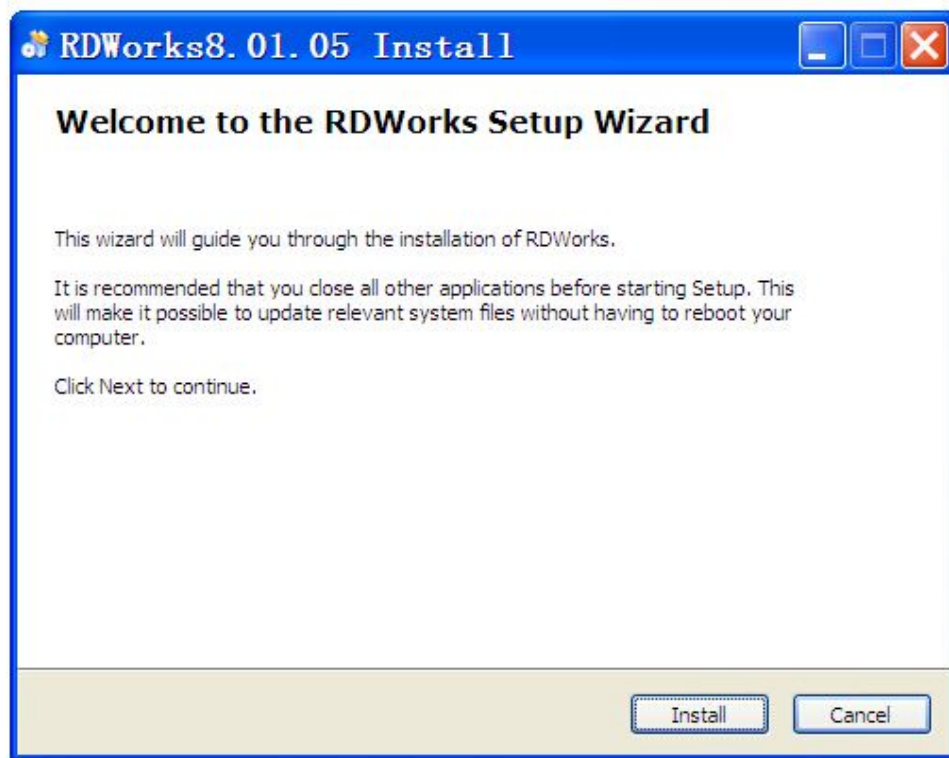 RDWorks8.01.05 Install
Welcome to the RDWorks Setup Wizard
This wizard will guide you through the installation of RDWorks.
It is recommended that you close all other applications before starting Setup. This
will make it possible to update relevant system files without having to reboot your
computer.
Click Next to continue.
Install
Cancel